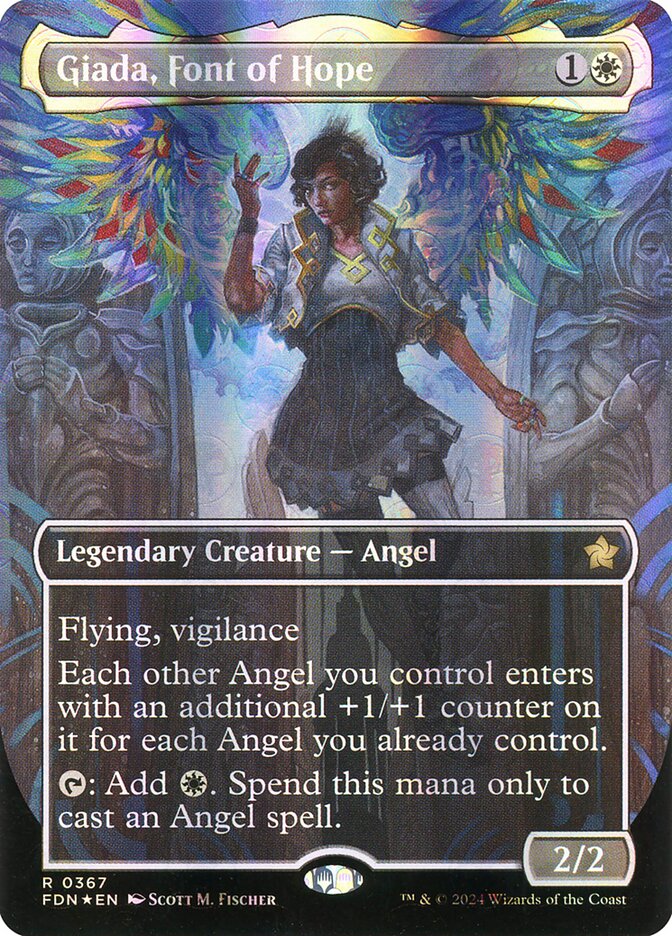 Giada, Font of Hope 1
Legendary Creature — Angel
Flying, vigilance
Each other Angel you control enters
with an additional +1/+1 counter on
it for each Angel you already control.
: Add . Spend this mana only to
cast an Angel spell.
2/2
R 0367
FDN★EN Scott M. Fischer
™ & © 2024 Wizards of the Coast